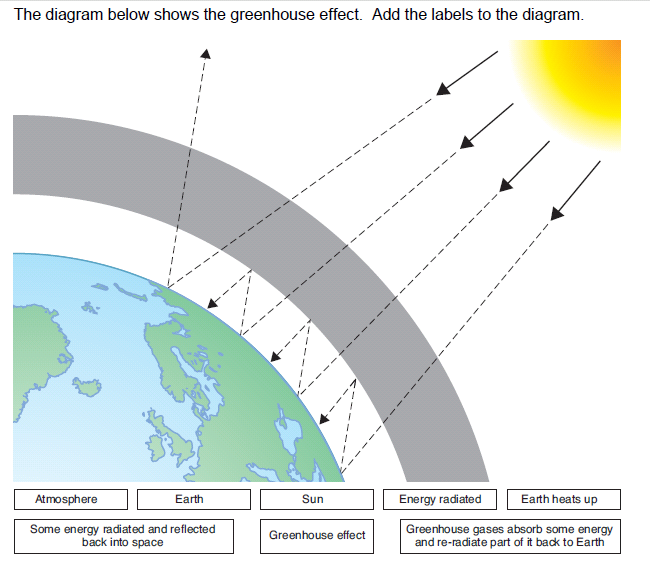 The diagram below shows the greenhouse effect.  Add the labels to the diagram.
Atmosphere
Earth
Sun
Energy radiated
Earth heats up
Some energy radiated and reflected
back into space
Greenhouse effect
Greenhouse gases absorb some energy
and re-radiate part of it back to Earth